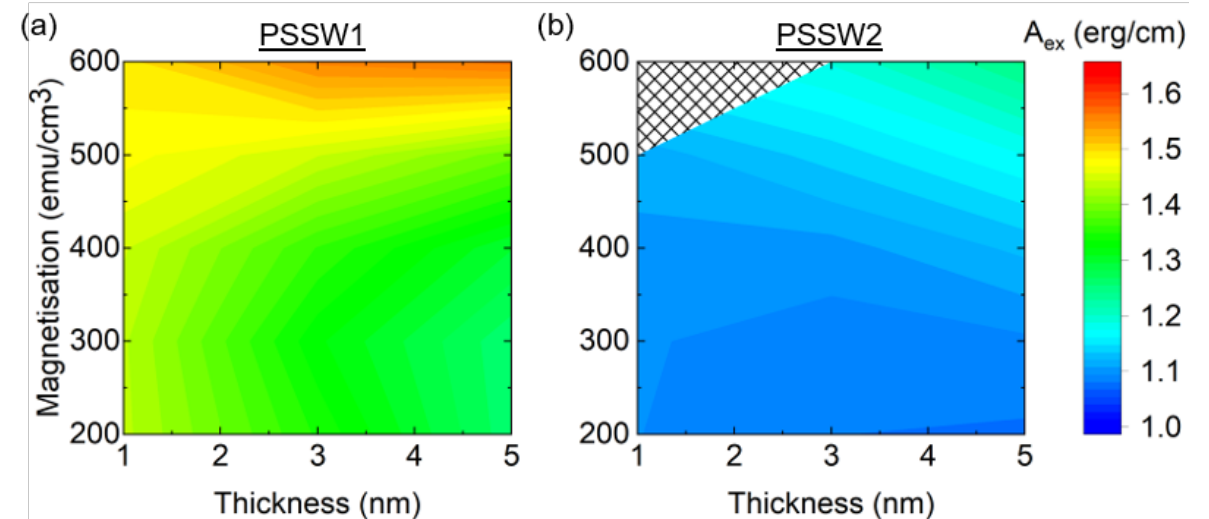 (a)
PSSW1
(b)
PSSW2
A_ex (erg/cm)
Magnetisation (emu/cm³)
600
500
400
300
200
1 2 3 4 5
Thickness (nm)
600
500
400
300
200
1 2 3 4 5
Thickness (nm)
1.6
1.5
1.4
1.3
1.2
1.1
1.0